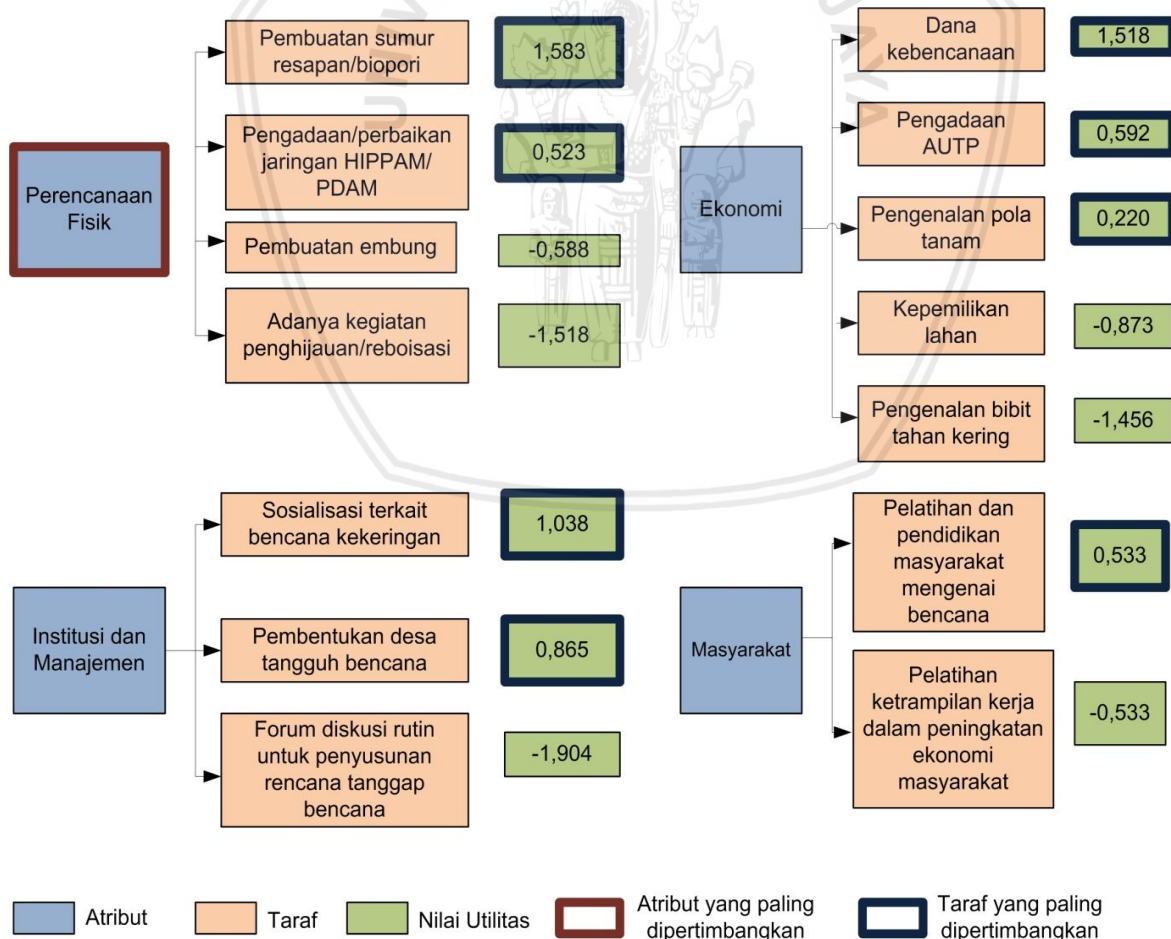 Perencanaan
Fisik
Pembuatan sumur
resapan/biopori
1,583
Pengadaan/perbaikan
jaringan HIPPAM/
PDAM
0,523
Pembuatan embung
-0,588
Adanya kegiatan
penghijauan/reboisasi
-1,518
Ekonomi
Dana
kebencanaan
1,518
Pengadaan
AUTP
0,592
Pengenalan pola
tanam
0,220
Kepemilikan
lahan
-0,873
Pengenalan bibit
tahan kering
-1,456
Institusi dan
Manajemen
Sosialisasi terkait
bencana kekeringan
1,038
Pembentukan desa
tangguh bencana
0,865
Forum diskusi rutin
untuk penyusunan
rencana tanggap
bencana
-1,904
Masyarakat
Pelatihan dan
pendidikan
masyarakat
mengenai
bencana
0,533
Pelatihan
ketrampilan kerja
dalam peningkatan
ekonomi
masyarakat
-0,533
Atribut
Taraf
Nilai Utilitas
Atribut yang paling
dipertimbangkan
Taraf yang paling
dipertimbangkan